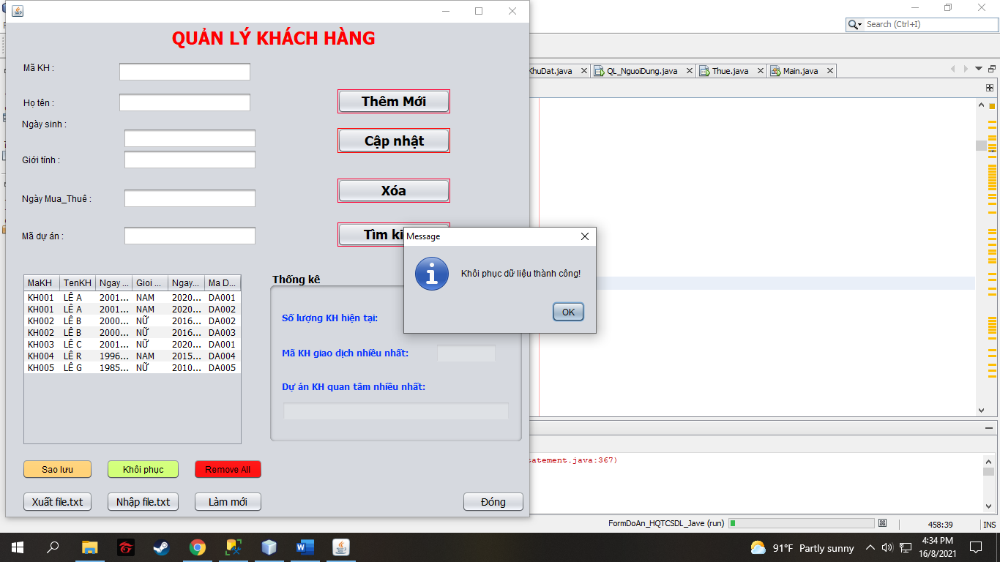 Search (Ctrl+I)
QUẢN LÝ KHÁCH HÀNG
KhuDat.java QL_NguoiDung.java Thue.java Main.java
Mã KH :
Họ tên :
Ngày sinh :
Giới tính :
Ngày Mua_Thuê :
Mã dự án :
Thêm Mới
Cập nhật
Xóa
Tìm ki
Message
Khôi phục dữ liệu thành công!
OK
MaKH TenKH Ngay ... Gioi ... Ngay... Ma D...
KH001 LÊ A 2001... NAM 2020... DA001
KH001 LÊ A 2001... NAM 2020... DA002
KH002 LÊ B 2000... NỮ 2016... DA002
KH002 LÊ B 2000... NỮ 2016... DA003
KH003 LÊ C 2001... NỮ 2020... DA001
KH004 LÊ R 1996... NAM 2015... DA004
KH005 LÊ G 1985... NỮ 2010... DA005
Thống kê
Số lượng KH hiện tại:
Mã KH giao dịch nhiều nhất:
Dự án KH quan tâm nhiều nhất:
Sao lưu Khôi phục Remove All
Xuất file.txt Nhập file.txt Làm mới Đóng
tatement.java:367)
FormDoAn_HQTCSDL_Jave (run) 458:39 INS
91°F Partly sunny
4:34 PM
16/8/2021